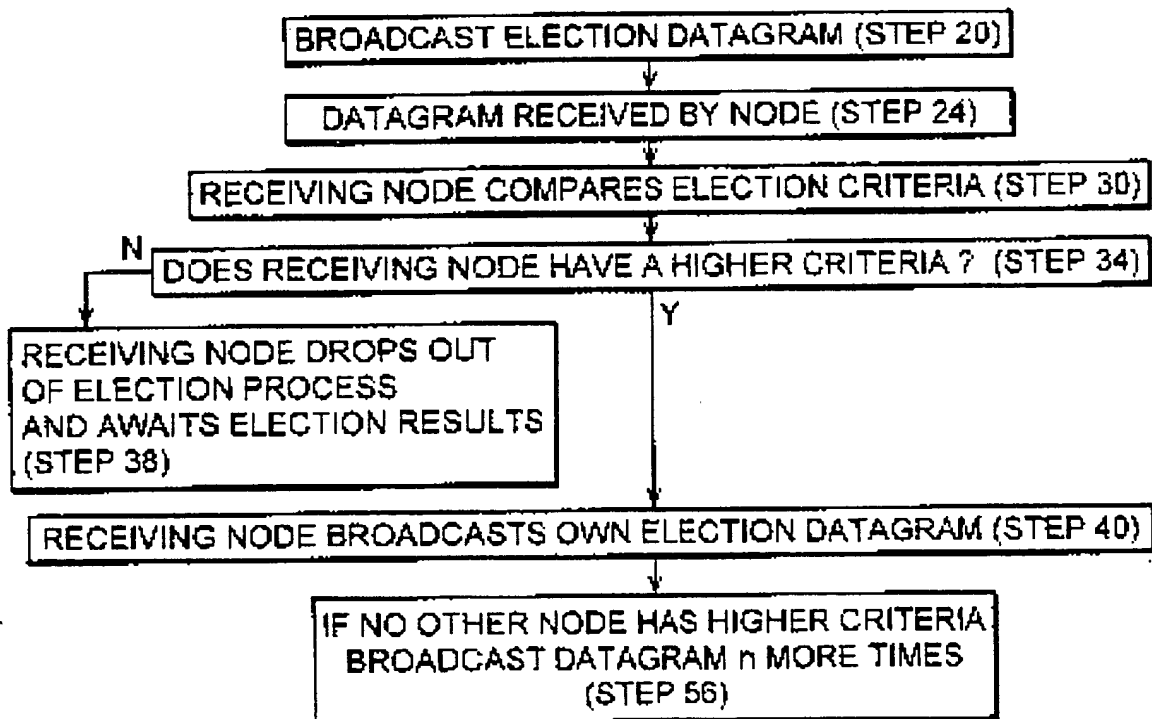 BROADCAST ELECTION DATAGRAM (STEP 20)
DATAGRAM RECEIVED BY NODE (STEP 24)
RECEIVING NODE COMPARES ELECTION CRITERIA (STEP 30)
N
DOES RECEIVING NODE HAVE A HIGHER CRITERIA ? (STEP 34)
Y
RECEIVING NODE DROPS OUT
OF ELECTION PROCESS
AND AWAITS ELECTION RESULTS
(STEP 38)
RECEIVING NODE BROADCASTS OWN ELECTION DATAGRAM (STEP 40)
IF NO OTHER NODE HAS HIGHER CRITERIA
BROADCAST DATAGRAM n MORE TIMES
(STEP 56)